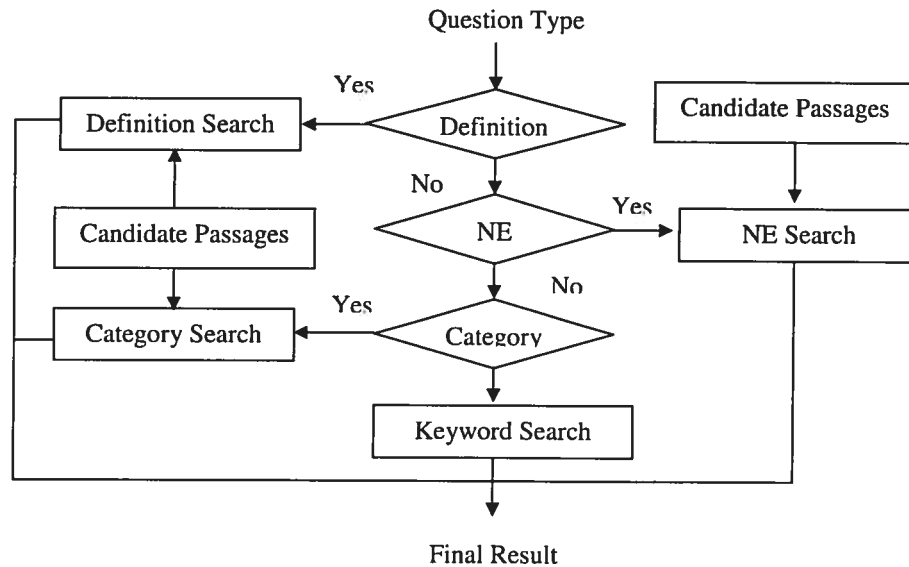 Question Type
Yes
Candidate Passages
Definition Search
Definition
No
Yes
Candidate Passages
NE
NE Search
No
Yes
Category Search
Category
Keyword Search
Final Result